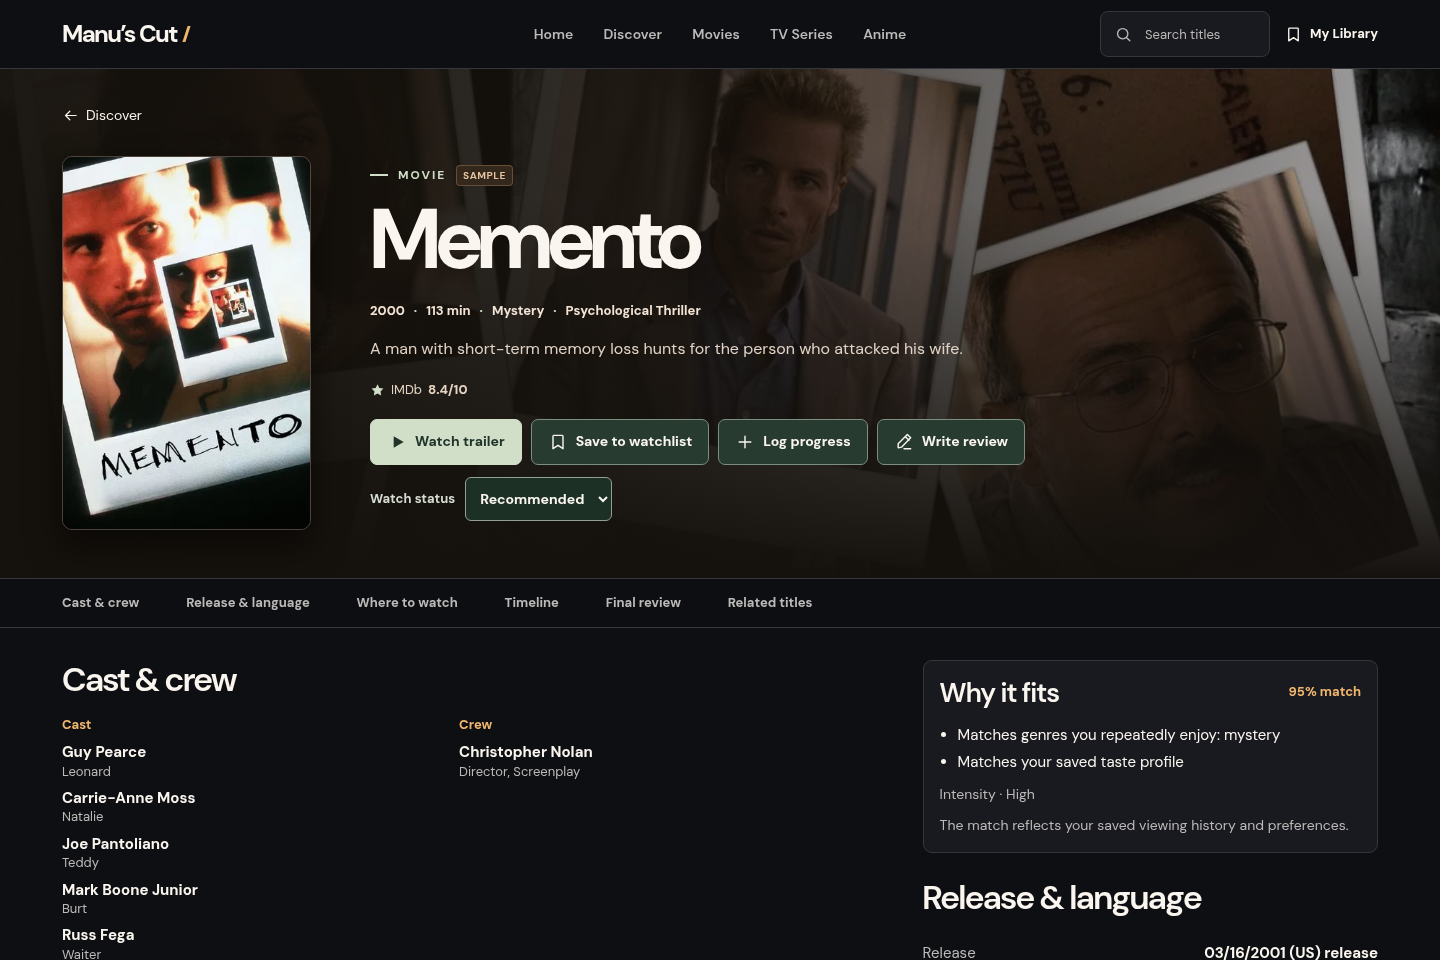 Manu's Cut /
Home
Discover
Movies
TV Series
Anime
Search titles
My Library
Discover
MOVIE
SAMPLE
Memento
2000 · 113 min · Mystery · Psychological Thriller
A man with short-term memory loss hunts for the person who attacked his wife.
IMDb 8.4/10
Watch trailer
Save to watchlist
Log progress
Write review
Watch status
Recommended
MEMENTO
Cast & crew
Release & language
Where to watch
Timeline
Final review
Related titles
Cast & crew
Cast
Guy Pearce
Leonard
Carrie-Anne Moss
Natalie
Joe Pantoliano
Teddy
Mark Boone Junior
Burt
Russ Fega
Waiter
Crew
Christopher Nolan
Director, Screenplay
Why it fits
95% match
• Matches genres you repeatedly enjoy: mystery
• Matches your saved taste profile
Intensity · High
The match reflects your saved viewing history and preferences.
Release & language
Release
03/16/2001 (US) release